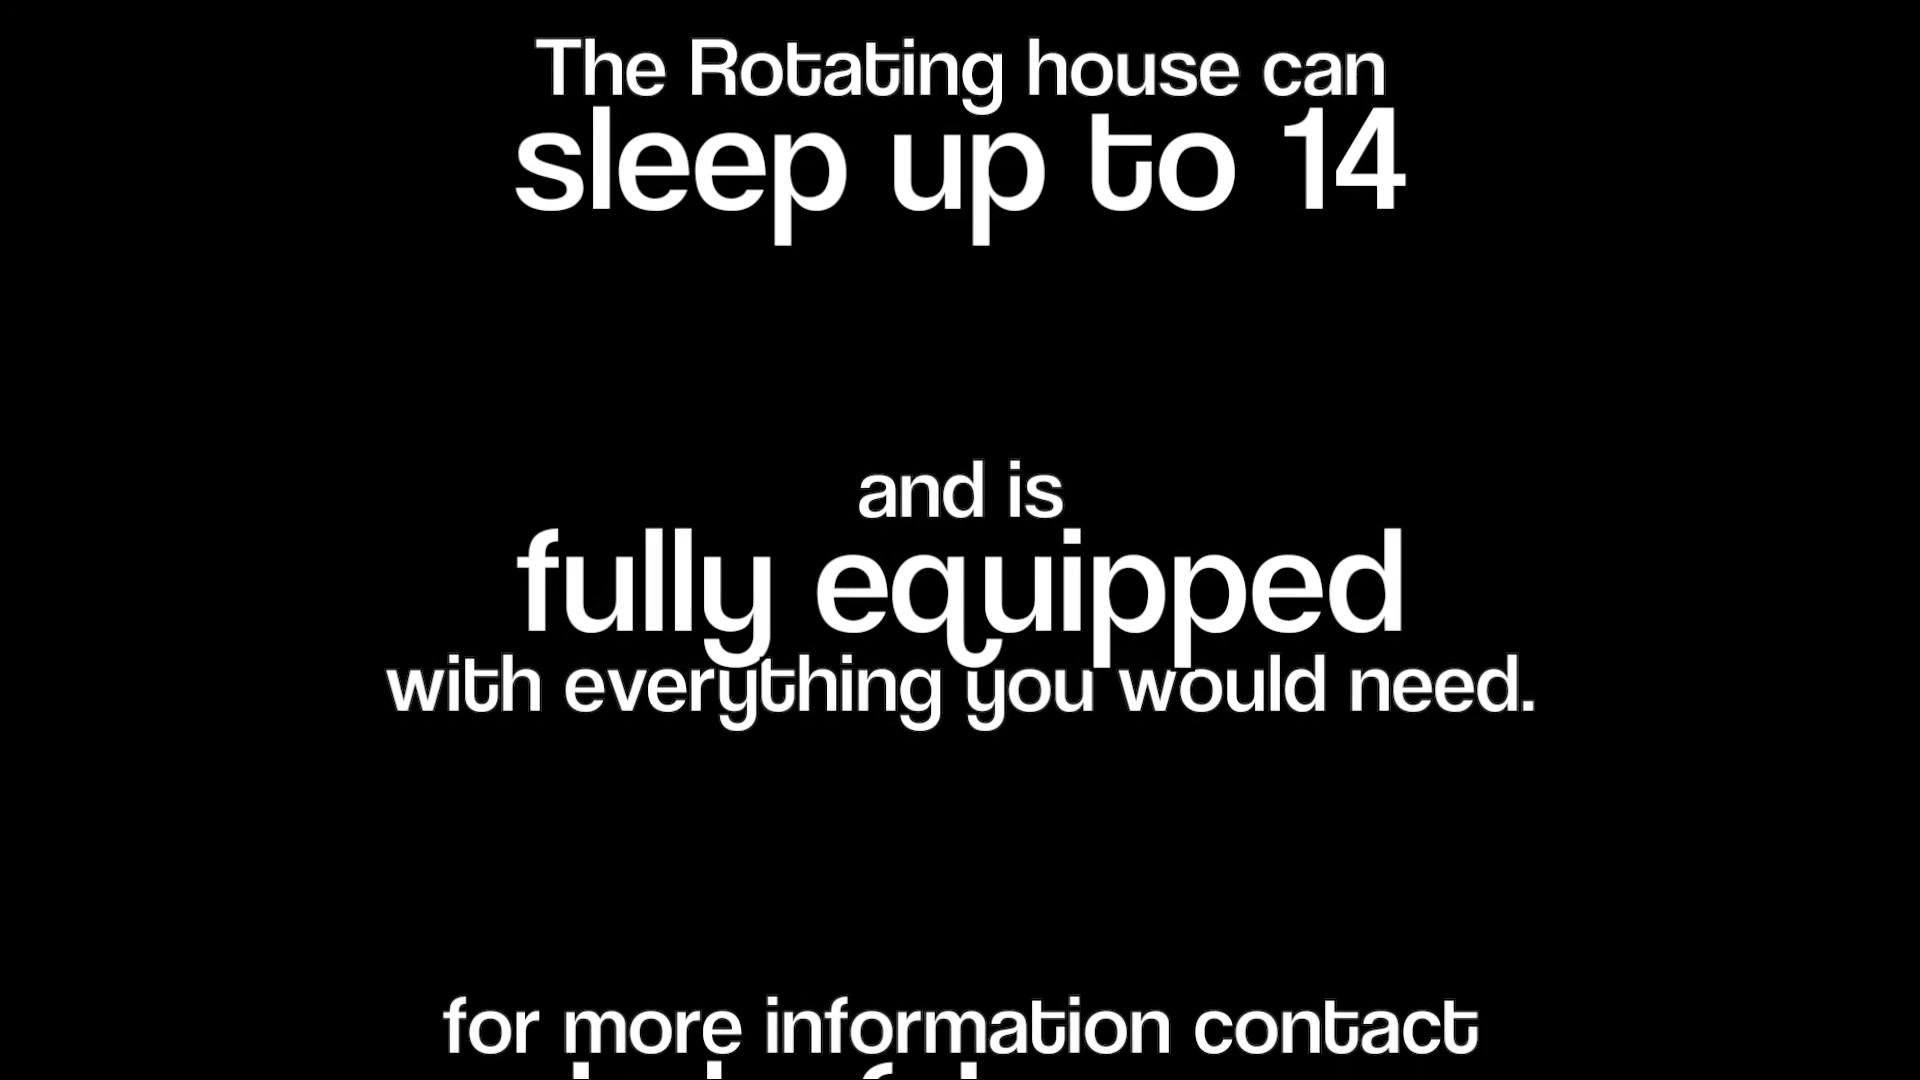 The Rotating house can
sleep up to 14
and is
fully equipped
with everything you would need.
for more information contact